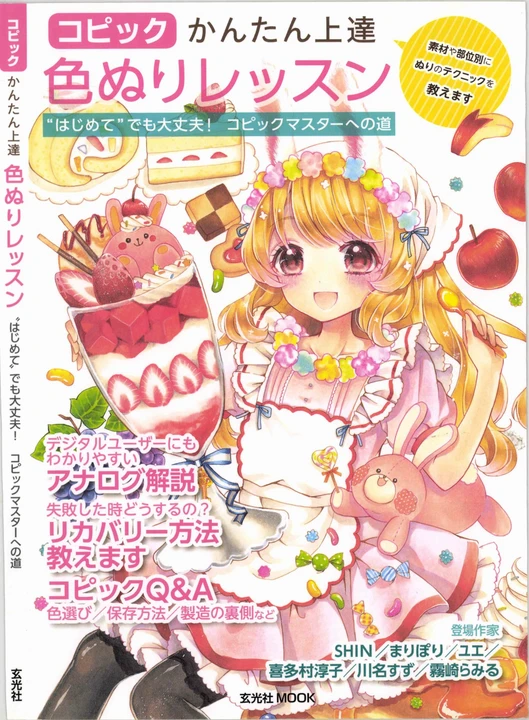 コピック かんたん上達
色ぬりレッスン
“はじめて”でも大丈夫! コピックマスターへの道
素材や部位別に
ぬりのテクニックを
教えます
デジタルユーザーにも
わかりやすい
アナログ解説
失敗した時どうするの?
リカバリー方法
教えます
コピックQ&A
色選び/保存方法/製造の裏側など
登場作家
SHIN/まりぽり/ユエ/
喜多村淳子/川名すず/霧崎らみる
玄光社MOOK
コピック かんたん上達 色ぬりレッスン “はじめて”でも大丈夫! コピックマスターへの道
玄光社